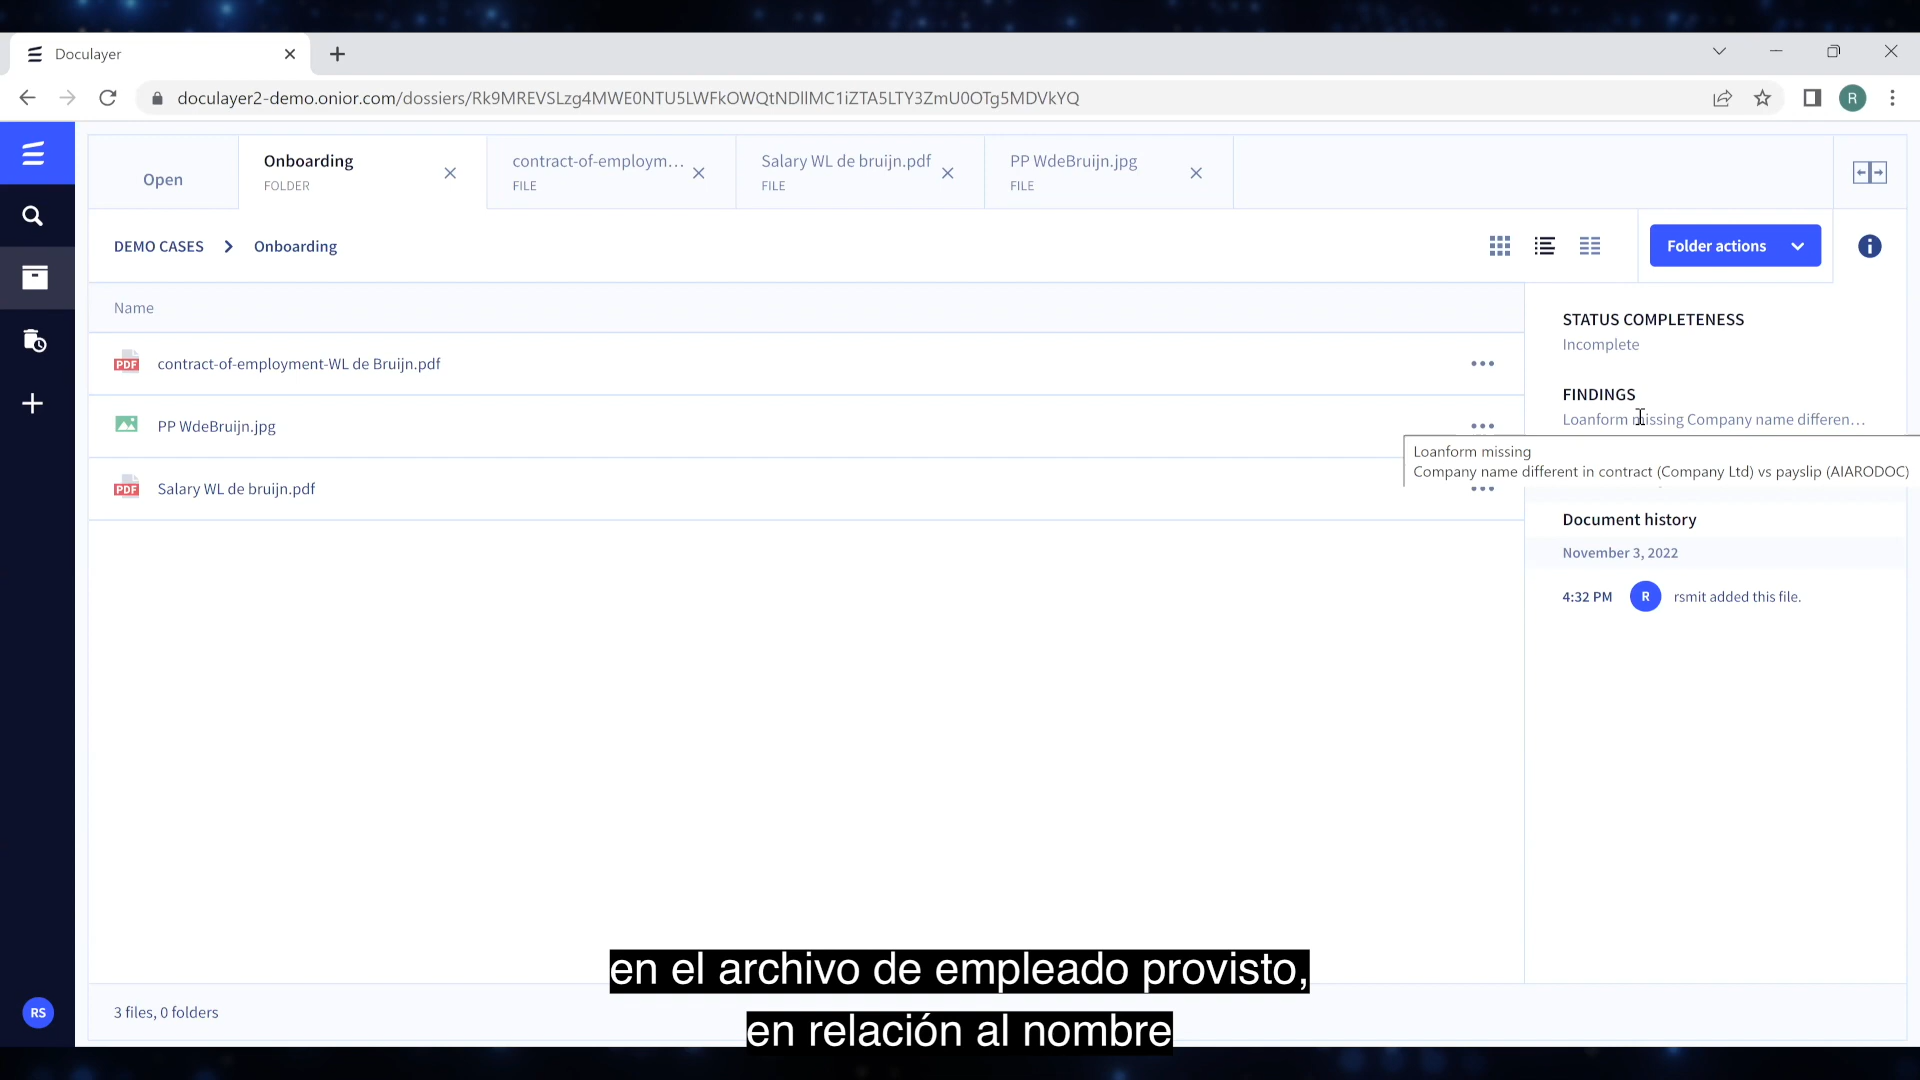 Doculayer
doculayer2-demo.onior.com/dossiers/Rk9MREVSLzg4MWE0NTU5LWFkOWQtNDllMC1iZTA5LTY3ZmU0OTg5MDVkYQ
R
Open
Onboarding
FOLDER
contract-of-employm...
FILE
Salary WL de bruijn.pdf
FILE
PP WdeBruijn.jpg
FILE
DEMO CASES > Onboarding
Folder actions
Name
PDF contract-of-employment-WL de Bruijn.pdf
PP WdeBruijn.jpg
PDF Salary WL de bruijn.pdf
STATUS COMPLETENESS
Incomplete
FINDINGS
Loanform missing Company name differen...
Loanform missing
Company name different in contract (Company Ltd) vs payslip (AIARODOC)
Document history
November 3, 2022
4:32 PM R rsmit added this file.
RS
3 files, 0 folders
en el archivo de empleado provisto,
en relación al nombre